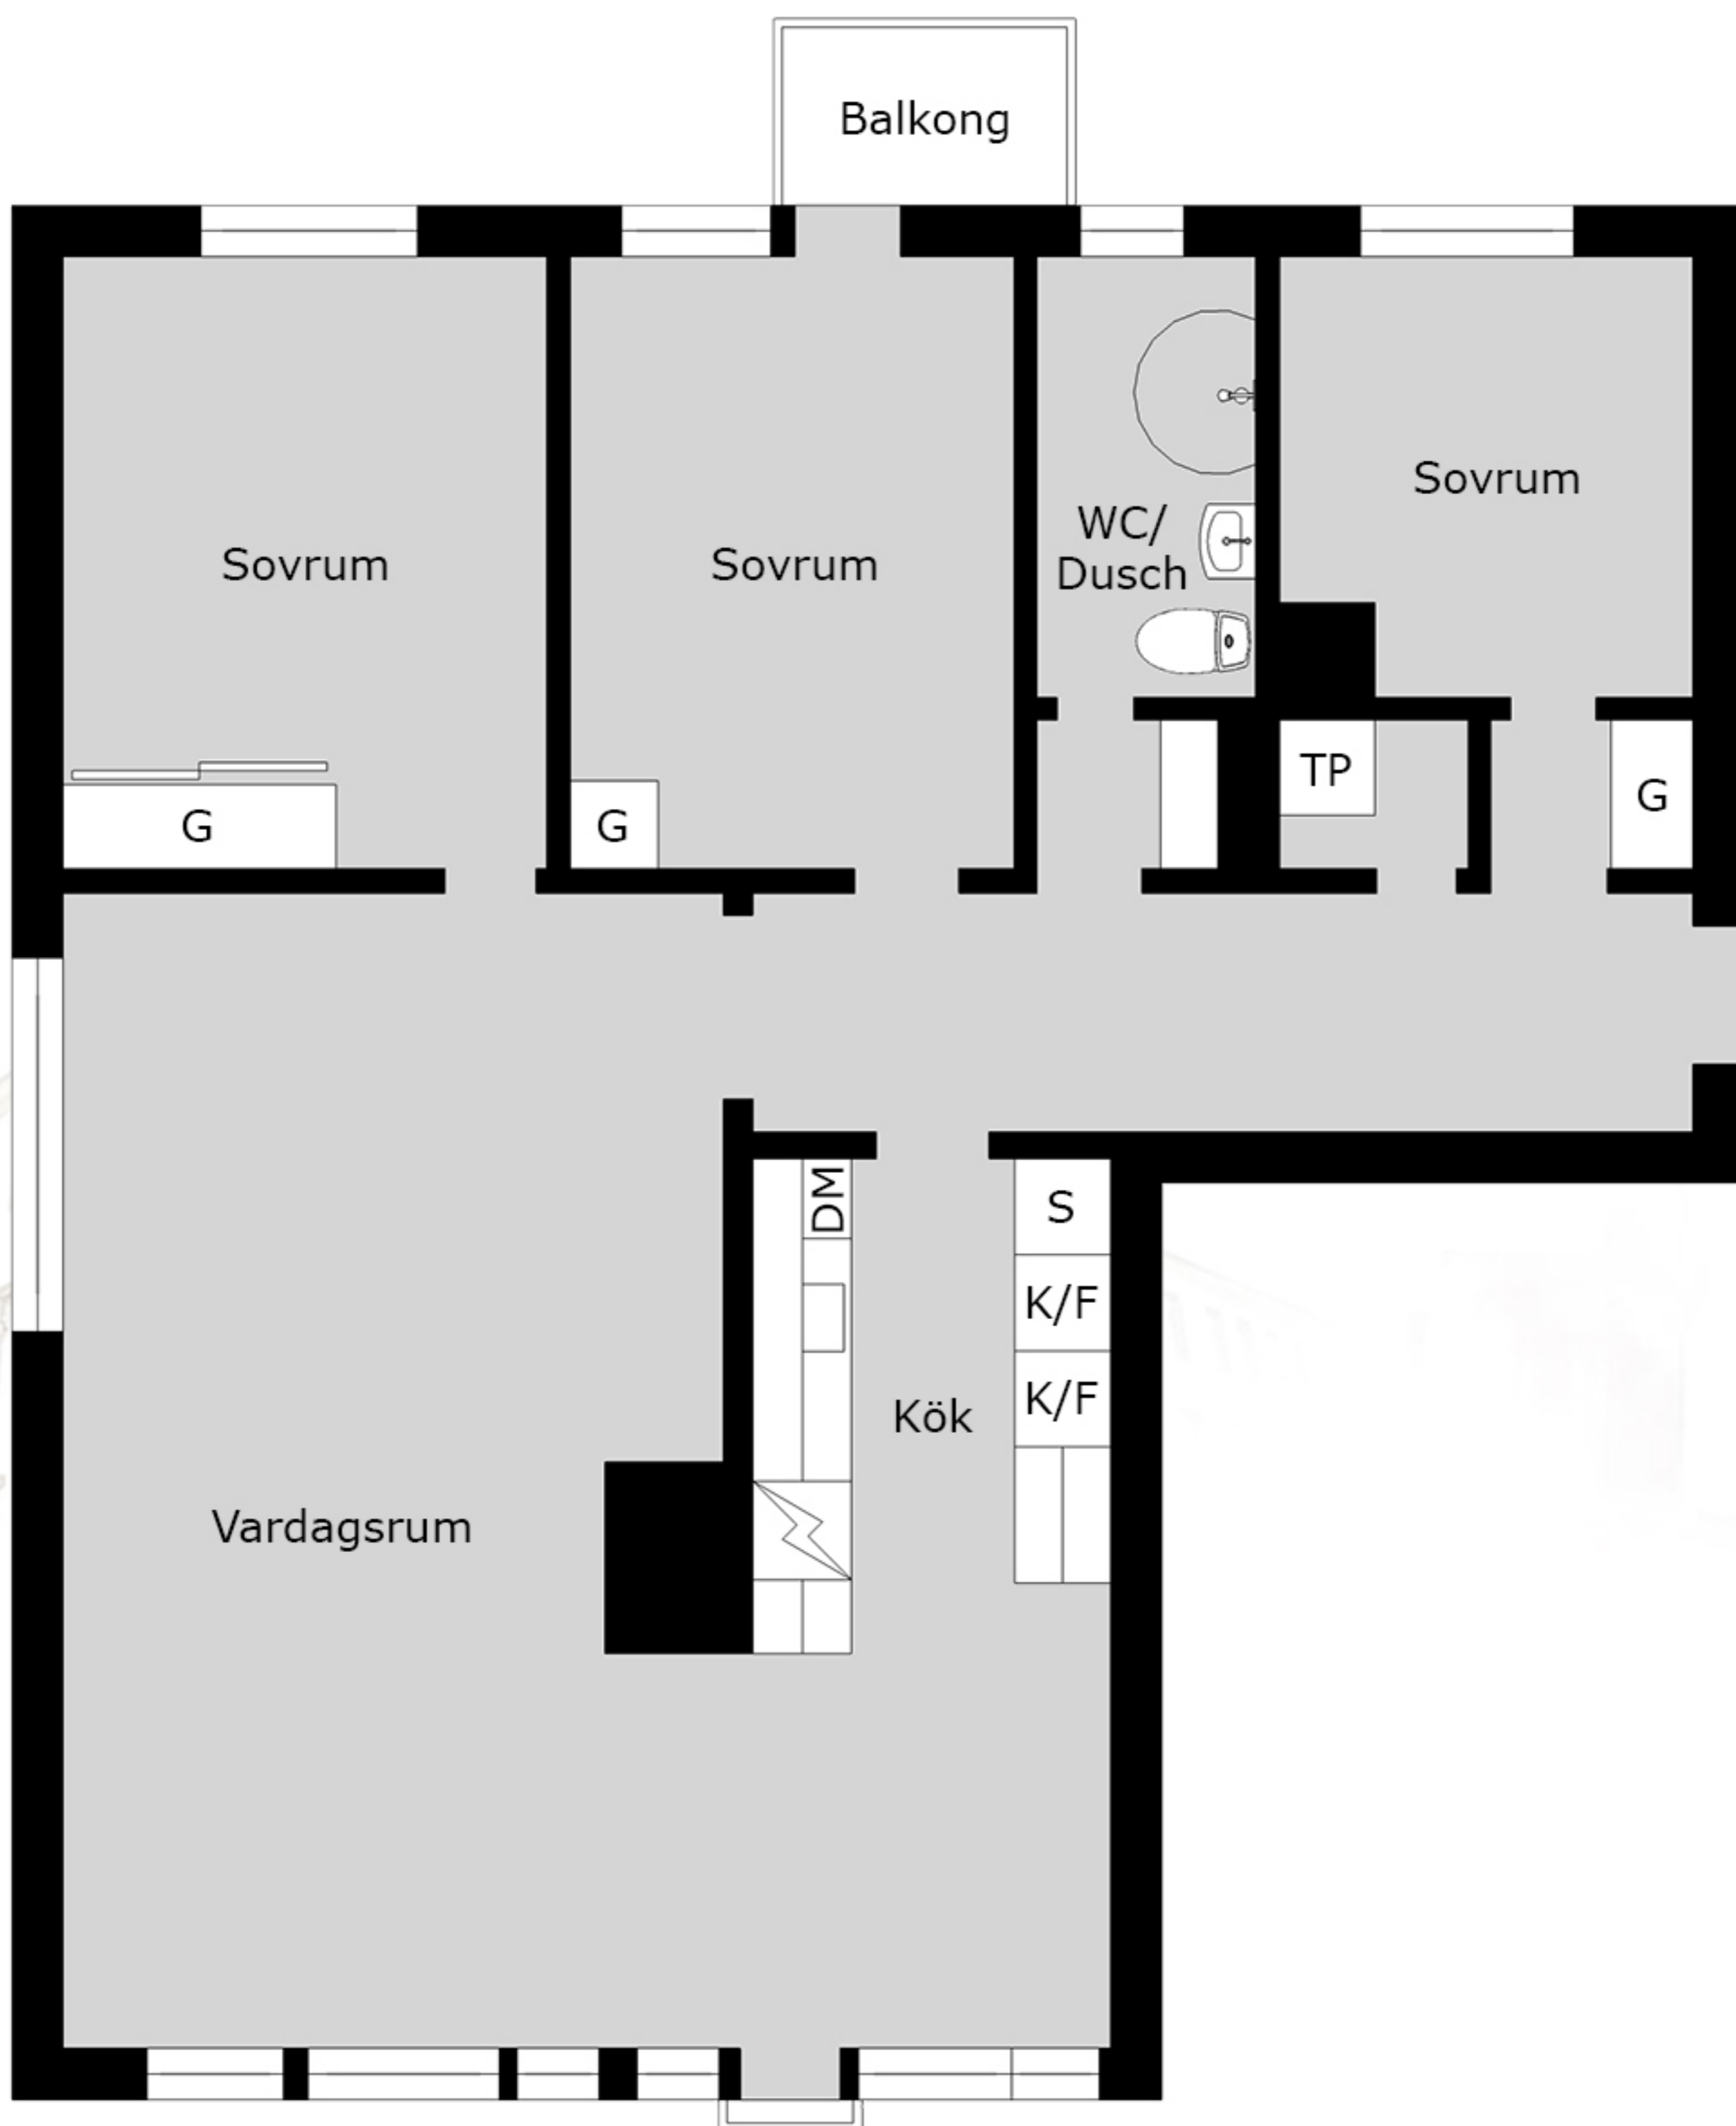 Balkong
Sovrum
Sovrum
Sovrum
WC/
Dusch
G
G
TP
G
DM
S
K/F
K/F
Kök
Vardagsrum